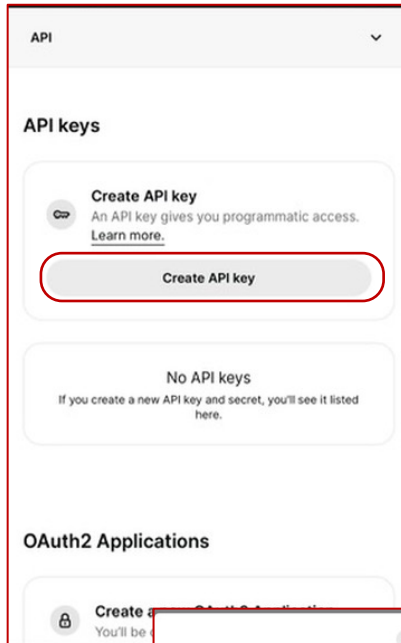 API
API keys
Create API key
An API key gives you programmatic access.
Learn more.
Create API key
No API keys
If you create a new API key and secret, you'll see it listed
here.
OAuth2 Applications
Create a
You'll be